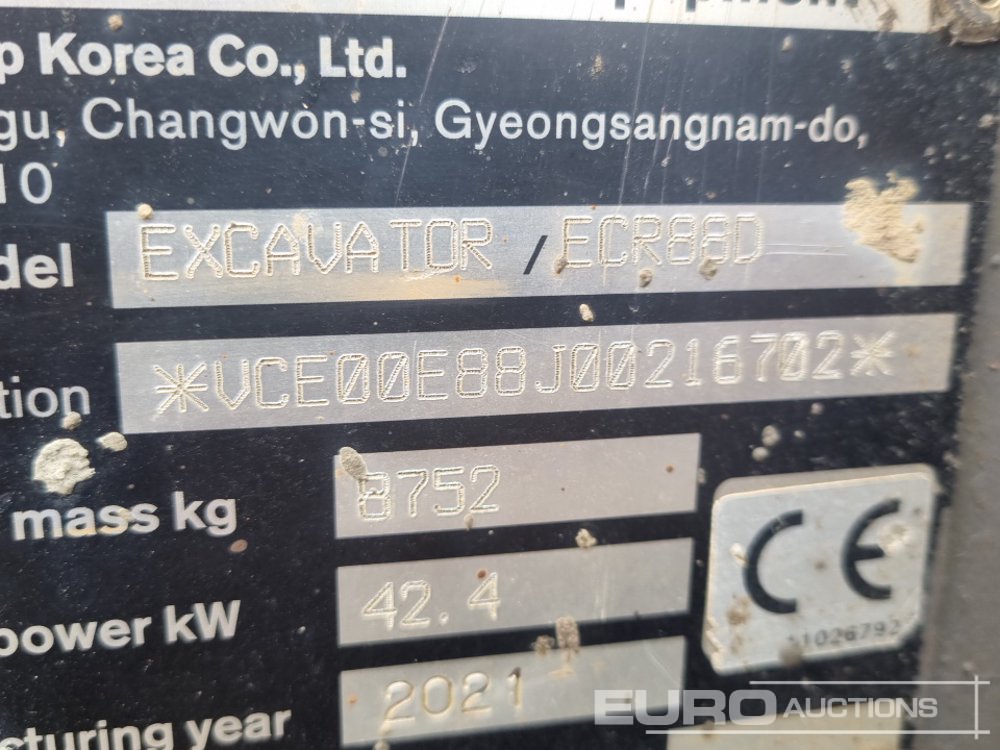 p Korea Co., Ltd.
gu, Changwon-si, Gyeongsangnam-do,
10
del EXCAVATOR / ECR88D
tion *VCE00E88J00216702*
mass kg 8752
power kW 42.4
CE
11026792
cturing year 2021
EURO AUCTIONS